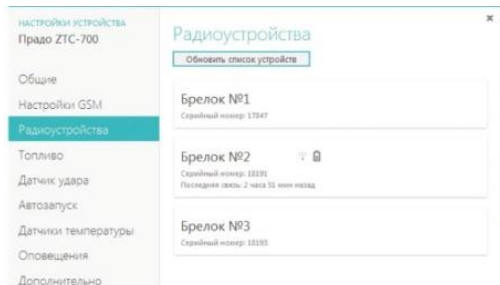 НАСТРОЙКИ УСТРОЙСТВА
Прадо ZTC-700
Общие
Настройки GSM
Радиоустройства
Топливо
Датчик удара
Автозапуск
Датчики температуры
Оповещения
Дополнительно
Радиоустройства
Обновить список устройств
Брелок №1
Серийный номер: 17847
Брелок №2
Серийный номер: 18191
Последняя связь: 2 часа 51 мин назад
Брелок №3
Серийный номер: 18193